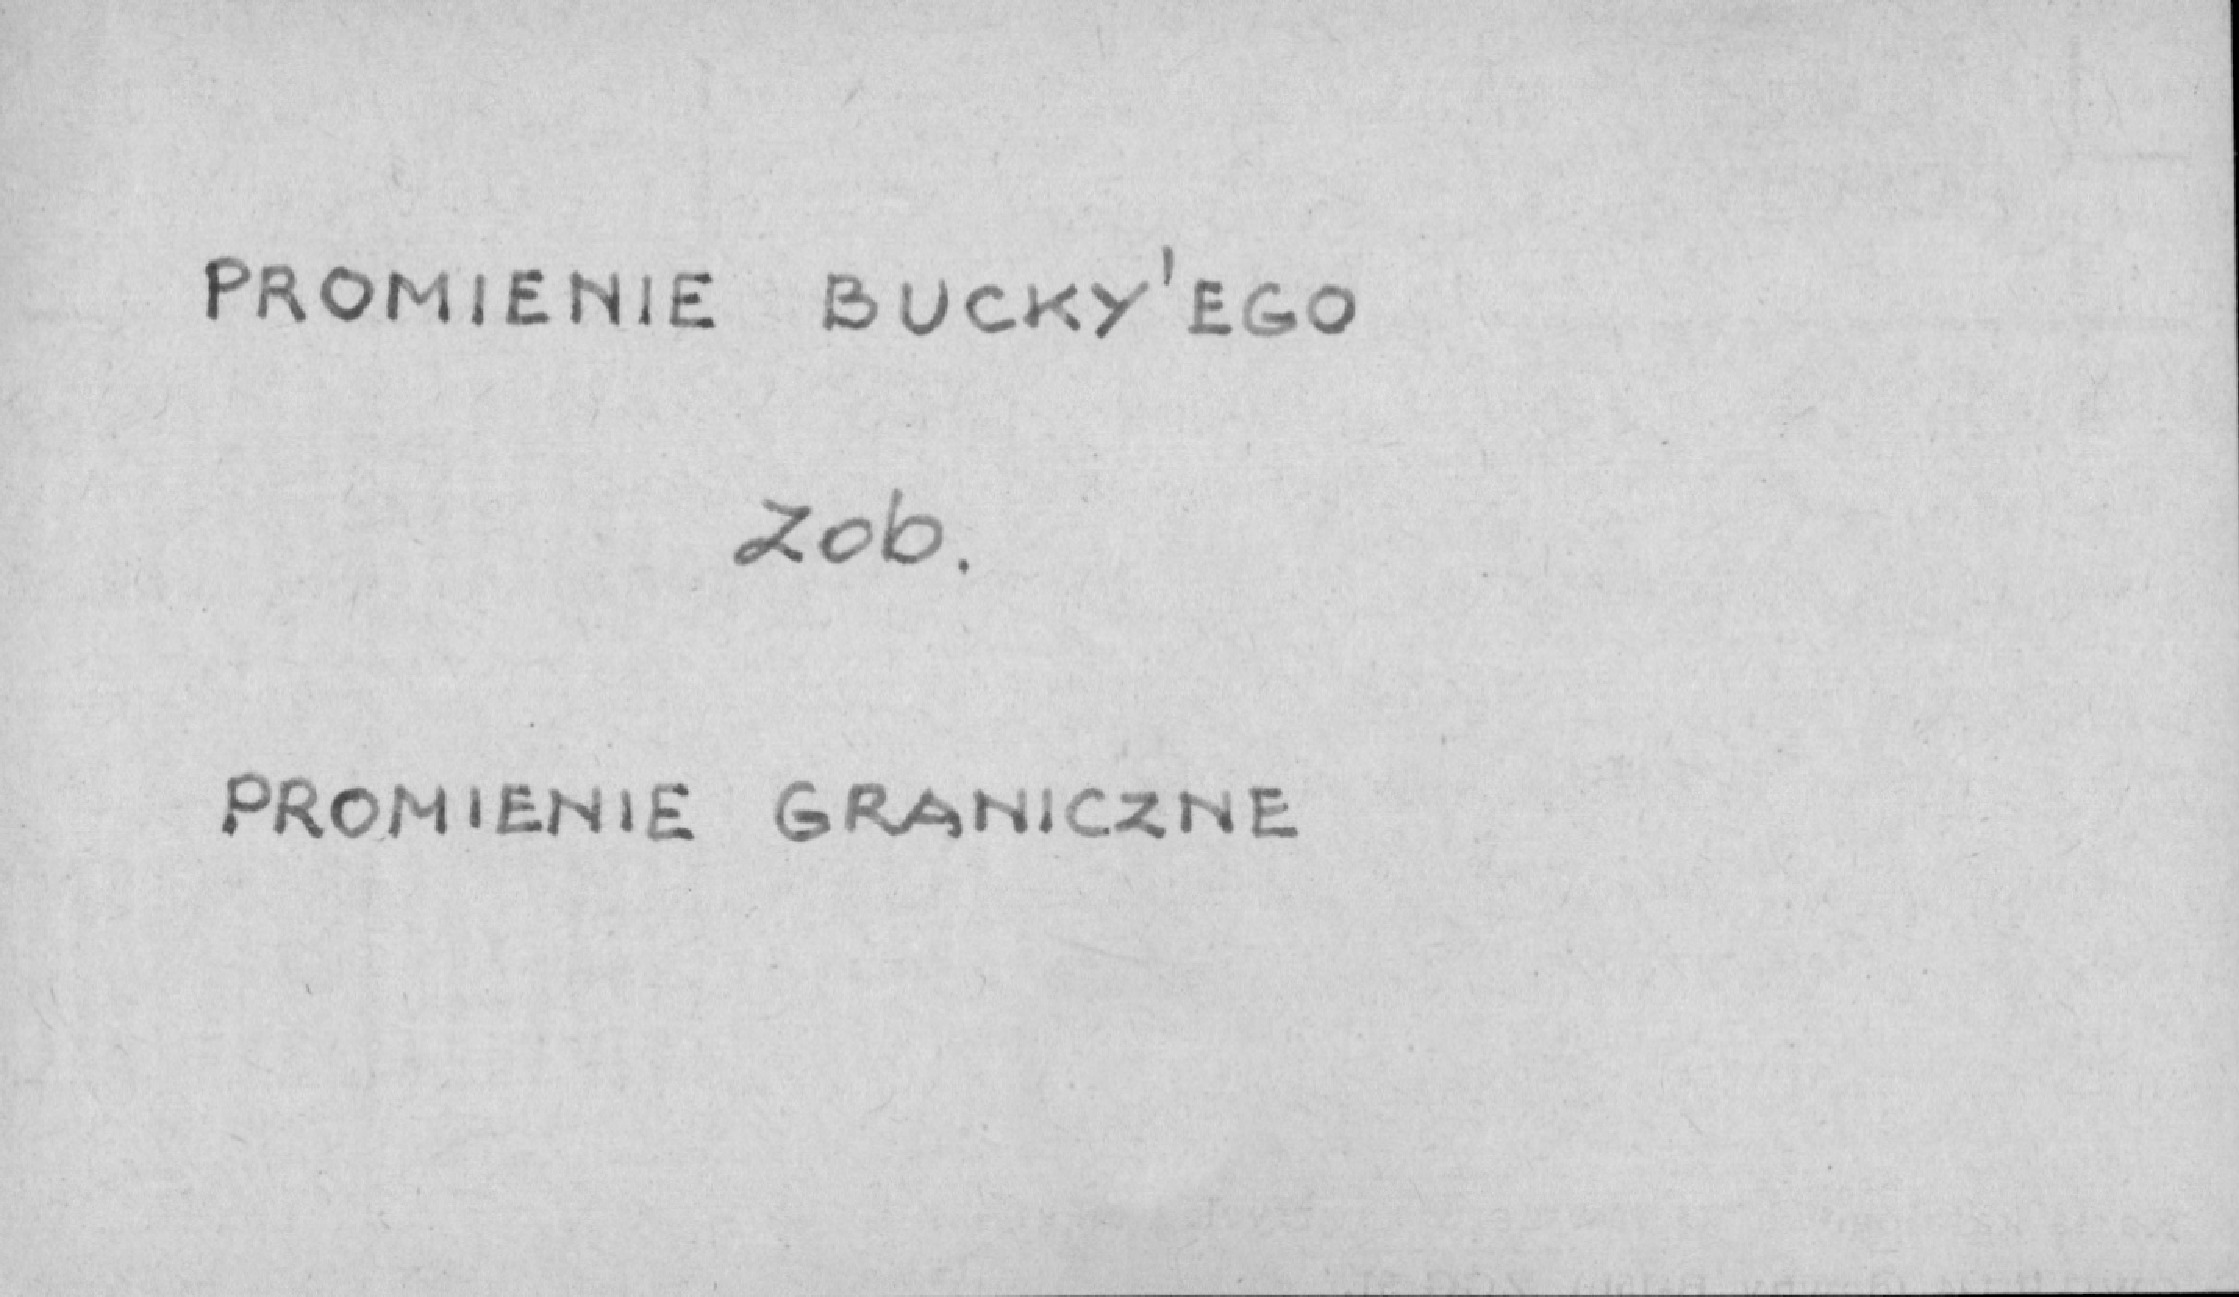 PROMIENIE BUCKY'EGO
Zob.
PROMIENIE GRANICZNE